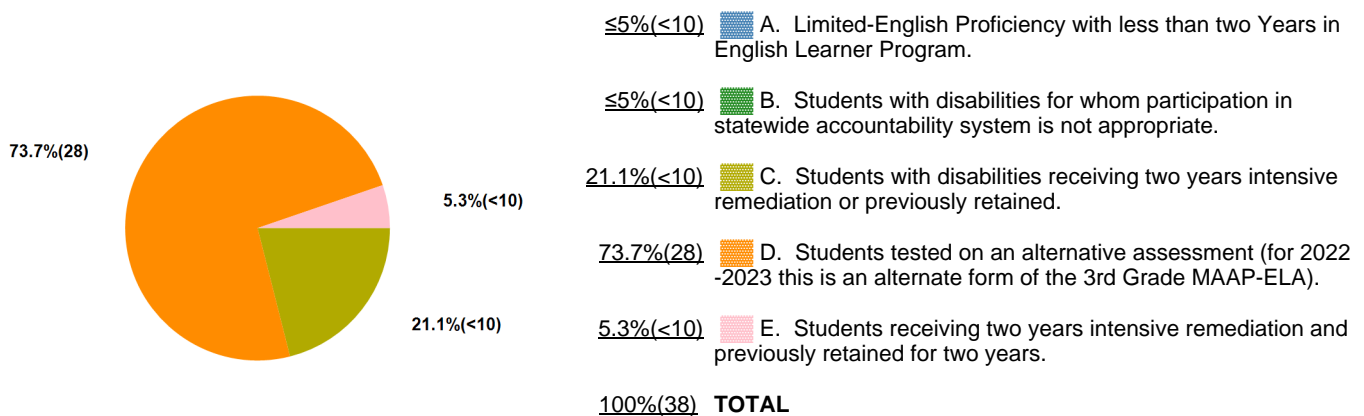 73.7%(28)
5.3%(<10)
21.1%(<10)
≤5%(<10) A. Limited-English Proficiency with less than two Years in
English Learner Program.
≤5%(<10) B. Students with disabilities for whom participation in
statewide accountability system is not appropriate.
21.1%(<10) C. Students with disabilities receiving two years intensive
remediation or previously retained.
73.7%(28) D. Students tested on an alternative assessment (for 2022
-2023 this is an alternate form of the 3rd Grade MAAP-ELA).
5.3%(<10) E. Students receiving two years intensive remediation and
previously retained for two years.
100%(38) TOTAL